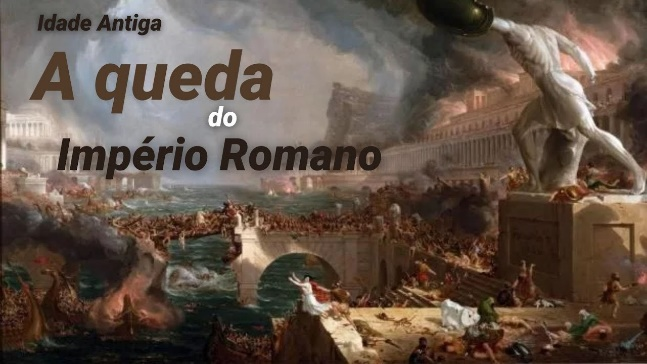 Idade Antiga
A queda
do
Império Romano